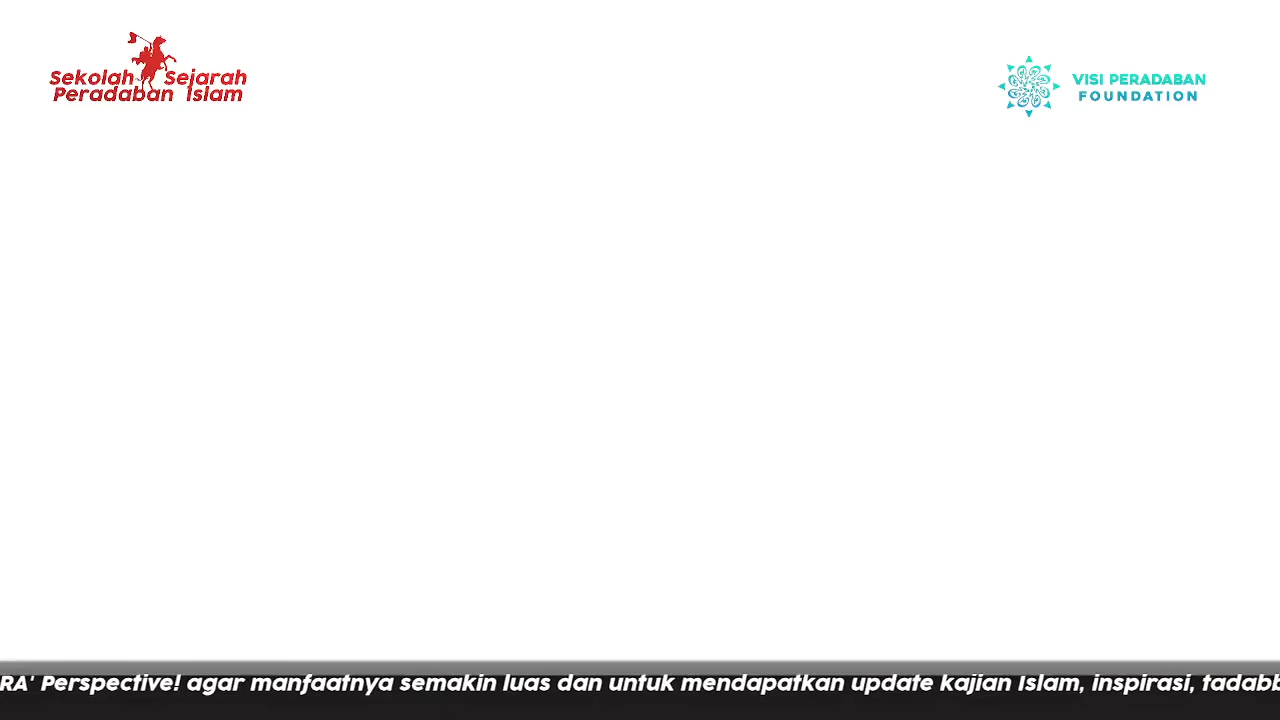 Sekolah Sejarah
Peradaban Islam
VISI PERADABAN
FOUNDATION
Perspective! agar manfaatnya semakin luas dan untuk mendapatkan update kajian Islam, inspirasi,